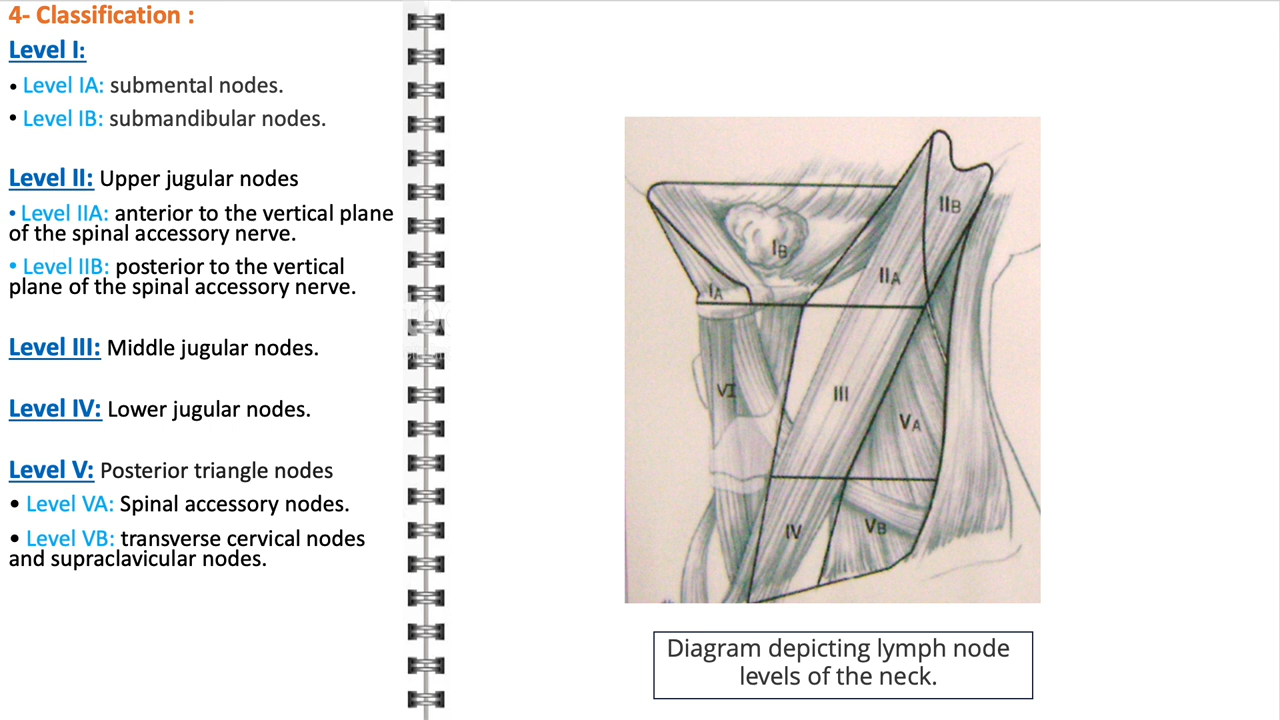 4- Classification :
Level I:
• Level IA: submental nodes.
• Level IB: submandibular nodes.
Level II: Upper jugular nodes
• Level IIA: anterior to the vertical plane
of the spinal accessory nerve.
• Level IIB: posterior to the vertical
plane of the spinal accessory nerve.
Level III: Middle jugular nodes.
Level IV: Lower jugular nodes.
Level V: Posterior triangle nodes
• Level VA: Spinal accessory nodes.
• Level VB: transverse cervical nodes
and supraclavicular nodes.
IIB
IB
IIA
IA
VI
III
VA
IV
VB
Diagram depicting lymph node
levels of the neck.